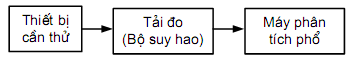 Thiết bị
cần thử
Tải đo
(Bộ suy hao)
Máy phân
tích phổ